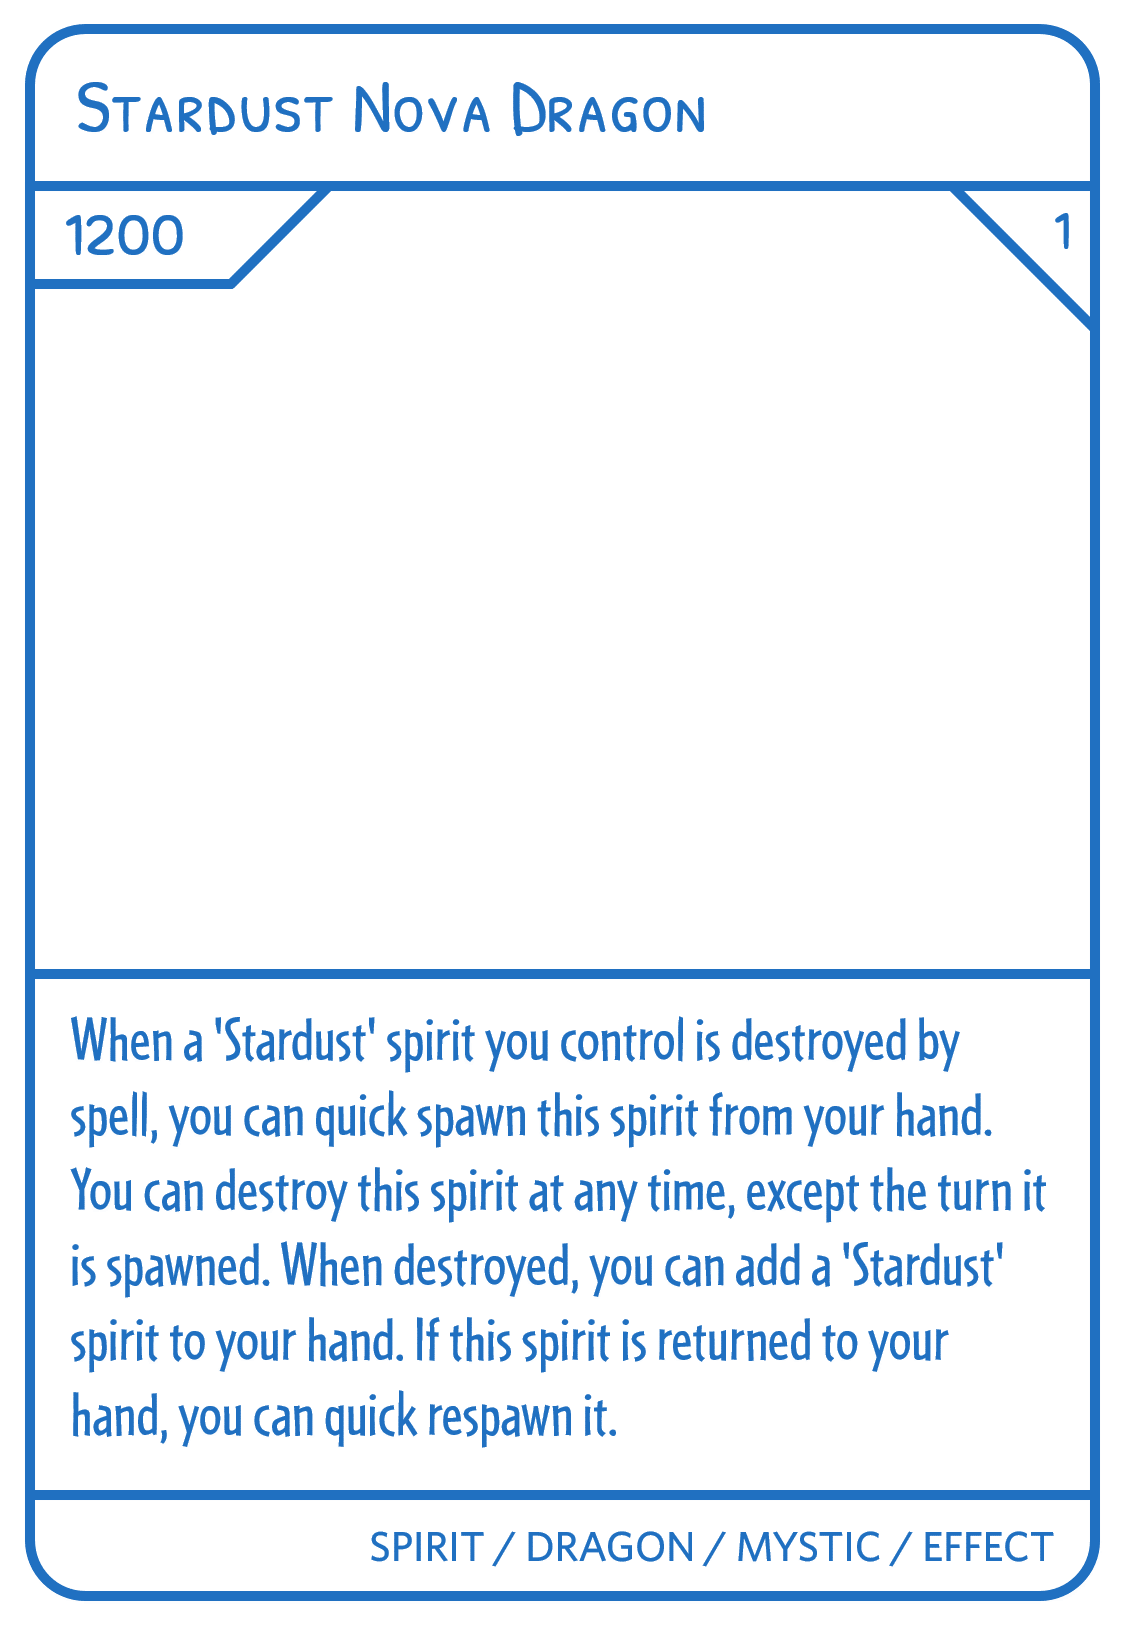 Stardust Nova Dragon
1200
1
When a 'Stardust' spirit you control is destroyed by
spell, you can quick spawn this spirit from your hand.
You can destroy this spirit at any time, except the turn it
is spawned. When destroyed, you can add a 'Stardust'
spirit to your hand. If this spirit is returned to your
hand, you can quick respawn it.
SPIRIT / DRAGON / MYSTIC / EFFECT